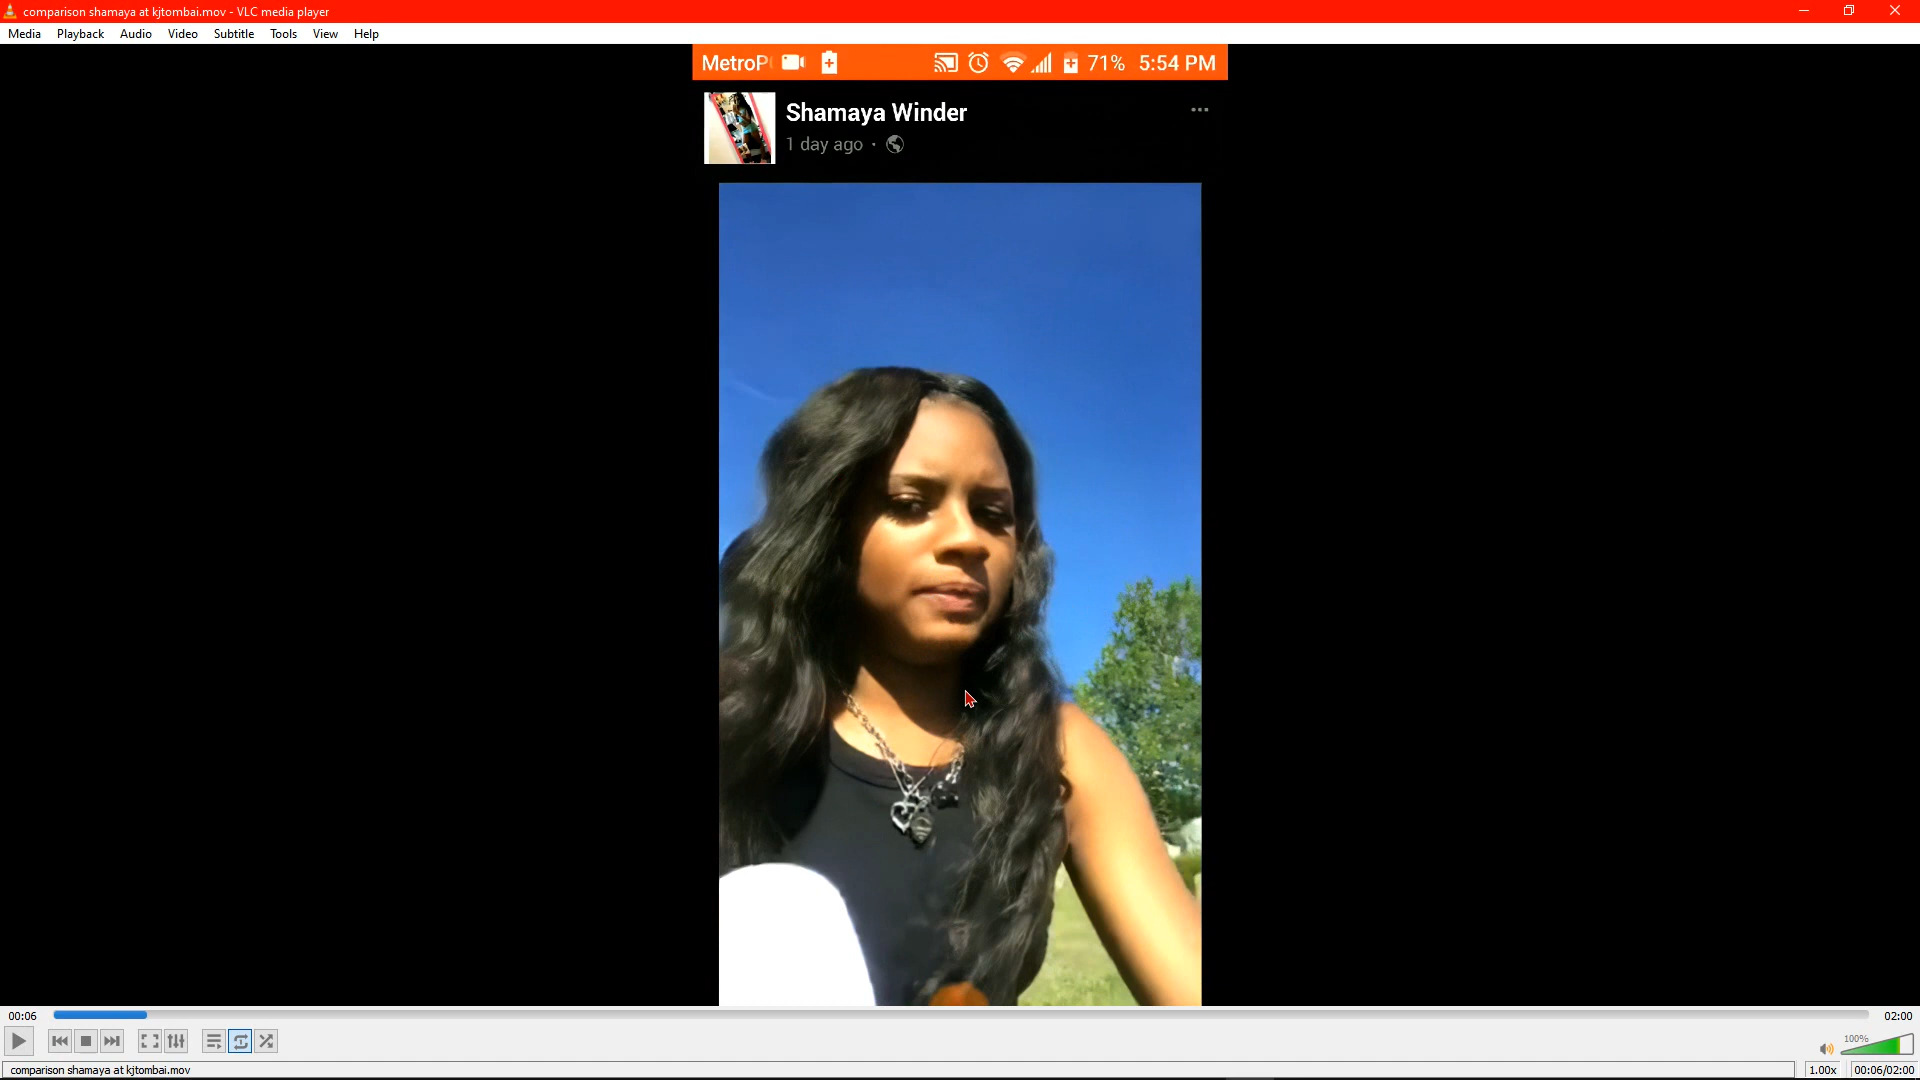 comparison shamaya at kjtombai.mov - VLC media player
Media Playback Audio Video Subtitle Tools View Help
MetroP 71% 5:54 PM
Shamaya Winder
1 day ago ·
00:06 02:00
100%
comparison shamaya at kjtombai.mov 1.00x 00:06/02:00